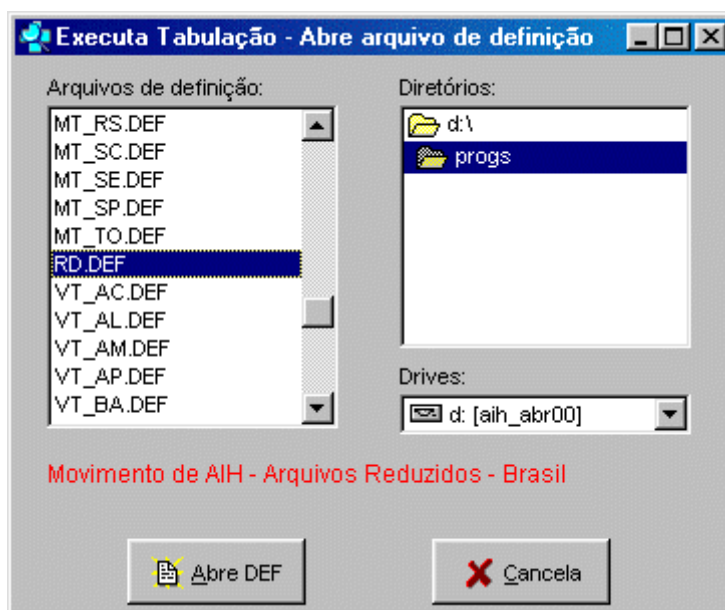 Executa Tabulação - Abre arquivo de definição
Arquivos de definição:
MT_RS.DEF
MT_SC.DEF
MT_SE.DEF
MT_SP.DEF
MT_TO.DEF
RD.DEF
VT_AC.DEF
VT_AL.DEF
VT_AM.DEF
VT_AP.DEF
VT_BA.DEF
Diretórios:
d:\
progs
Drives:
d: [aih_abr00]
Movimento de AIH - Arquivos Reduzidos - Brasil
Abre DEF
Cancela